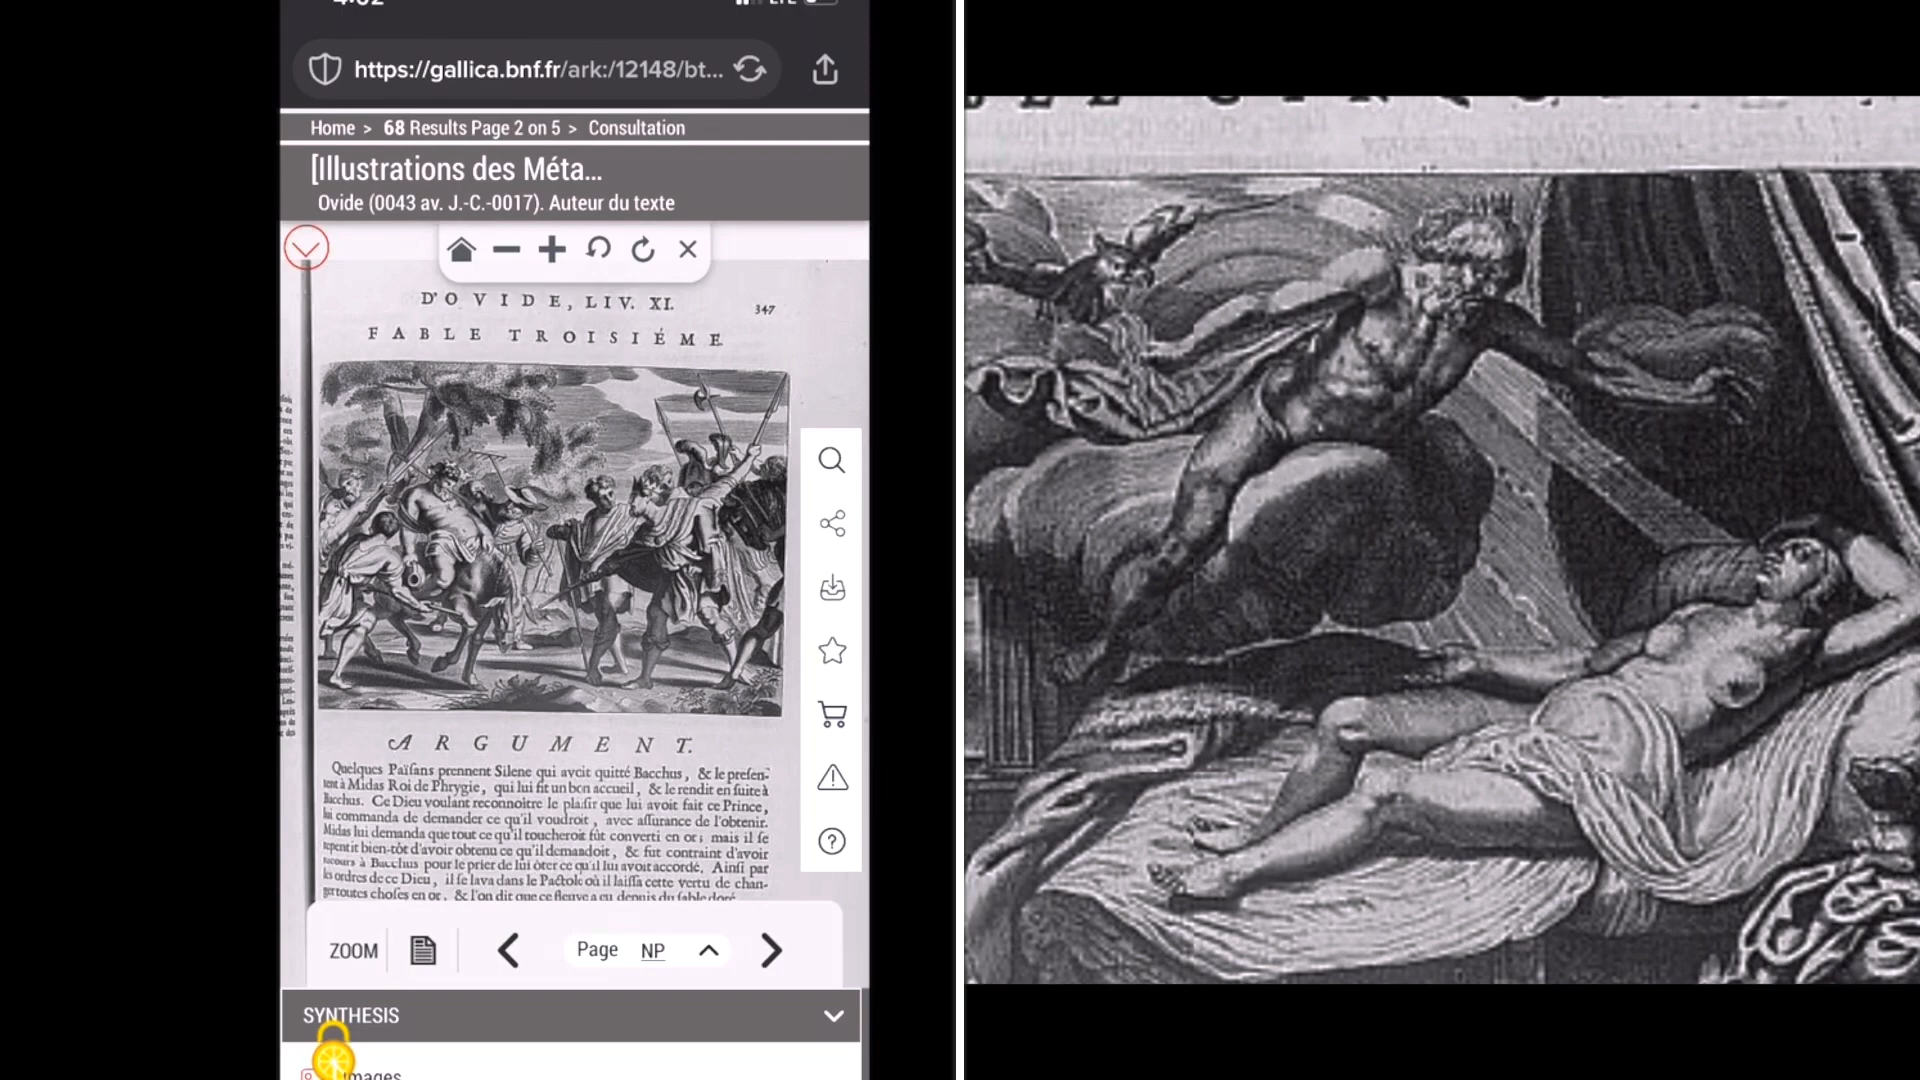 https://gallica.bnf.fr/ark:/12148/bt...
Home > 68 Results Page 2 on 5 > Consultation
[Illustrations des Méta...
Ovide (0043 av. J.-C.-0017). Auteur du texte
D'OVIDE, LIV. XI. 347
FABLE TROISIÉME
ARGUMENT.
Quelques Païsans prennent Silene qui avoit quitté Bacchus, & le presen-
tent à Midas Roi de Phrygie, qui lui fit un bon accueil, & le rendit en suite à
Bacchus. Ce Dieu voulant reconnoître le plaisir que lui avoit fait ce Prince,
lui commanda de demander ce qu'il voudroit, avec assurance de l'obtenir.
Midas lui demanda que tout ce qu'il toucheroit fût converti en or; mais il se
repentit bien-tôt d'avoir obtenu ce qu'il demandoit, & fut contraint d'avoir
recours à Bacchus pour le prier de lui ôter ce qu'il lui avoit accordé. Ainsi par
les ordres de ce Dieu, il se lava dans le Pactole où il laissa cette vertu de chan-
ger toutes choses en or, & l'on dit que ce fleuve a eu depuis du sable doré.
ZOOM
Page NP
SYNTHESIS